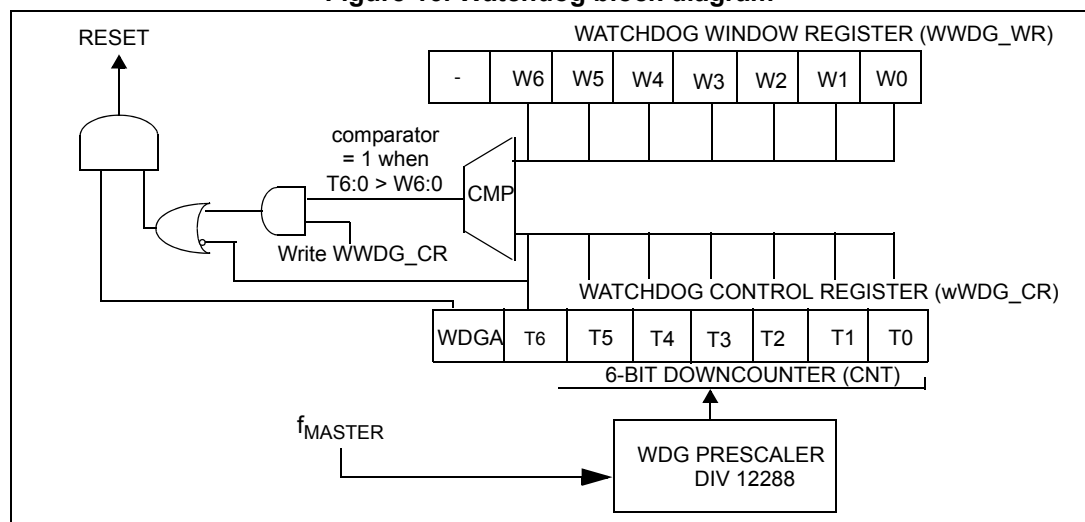 Figure 10. Watchdog block diagram
RESET
WATCHDOG WINDOW REGISTER (WWDG_WR)
- W6 W5 W4 W3 W2 W1 W0
comparator
= 1 when
T6:0 > W6:0
CMP
Write WWDG_CR
WATCHDOG CONTROL REGISTER (wWDG_CR)
WDGA T6 T5 T4 T3 T2 T1 T0
6-BIT DOWNCOUNTER (CNT)
fMASTER
WDG PRESCALER
DIV 12288